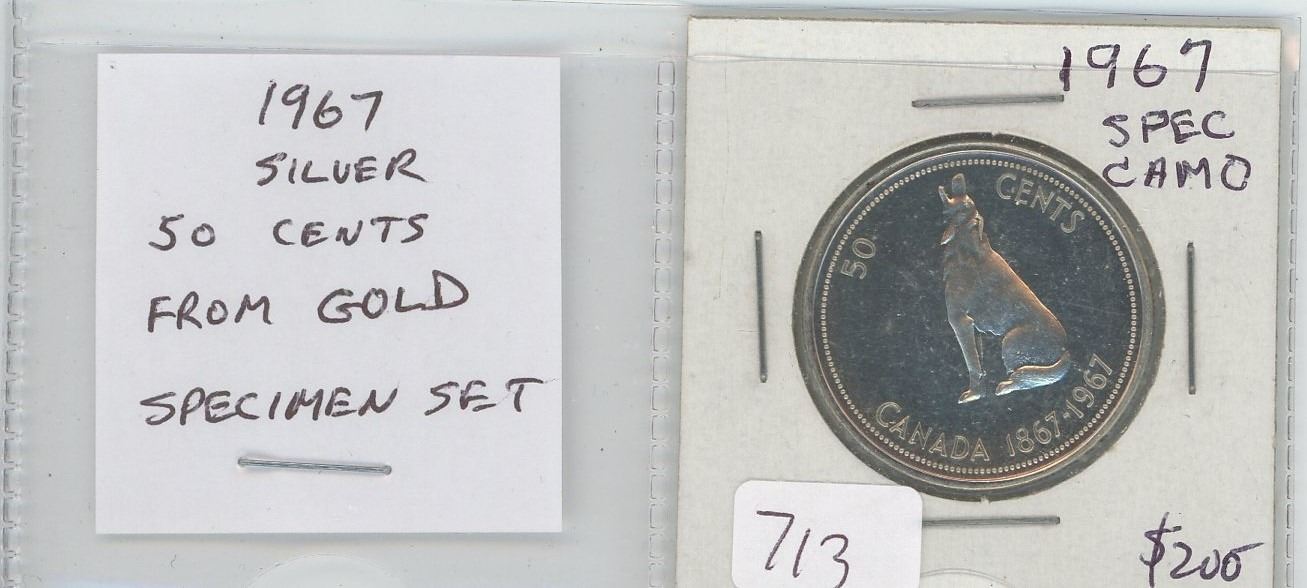 1967
SILVER
50 CENTS
FROM GOLD
SPECIMEN SET
1967
SPEC
CAMO
50 CENTS
CANADA 1867-1967
713
$200